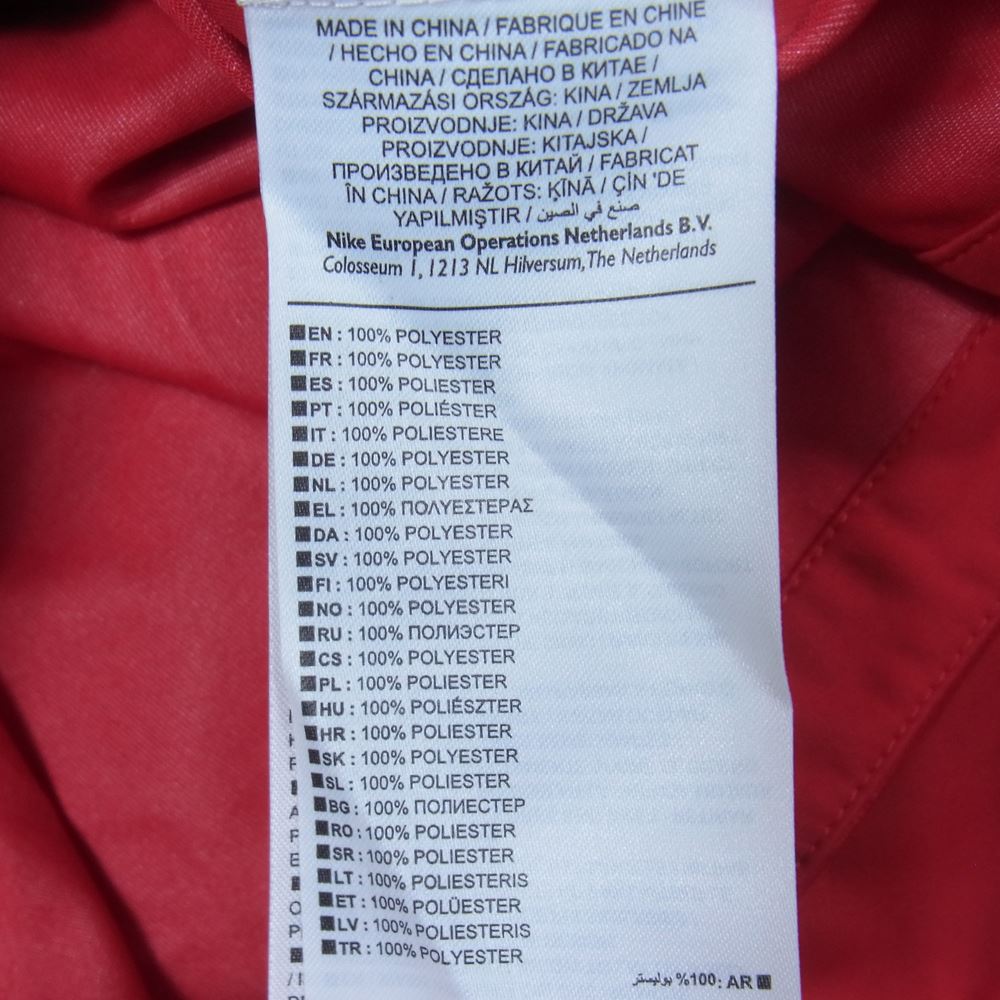 MADE IN CHINA / FABRIQUE EN CHINE
/ HECHO EN CHINA / FABRICADO NA
CHINA / СДЕЛАНО В КИТАЕ /
SZÁRMAZÁSI ORSZÁG: KINA / ZEMLJA
PROIZVODNJE: KINA / DRŽAVA
PROIZVODNJE: KITAJSKA /
ПРОИЗВЕДЕНО В КИТАЙ / FABRICAT
ÎN CHINA / RAŽOTS: ĶĪNĀ / ÇİN 'DE
YAPILMIŞTIR / صنع في الصين
Nike European Operations Netherlands B.V.
Colosseum 1, 1213 NL Hilversum, The Netherlands
EN : 100% POLYESTER
FR : 100% POLYESTER
ES : 100% POLIESTER
PT : 100% POLIÉSTER
IT : 100% POLIESTERE
DE : 100% POLYESTER
NL : 100% POLYESTER
EL : 100% ΠΟΛΥΕΣΤΕΡΑΣ
DA : 100% POLYESTER
SV : 100% POLYESTER
FI : 100% POLYESTERI
NO : 100% POLYESTER
RU : 100% ПОЛИЭСТЕР
CS : 100% POLYESTER
PL : 100% POLIESTER
HU : 100% POLIÉSZTER
HR : 100% POLIESTER
SK : 100% POLYESTER
SL : 100% POLIESTER
BG : 100% ПОЛИЕСТЕР
RO : 100% POLIESTER
SR : 100% POLIESTER
LT : 100% POLIESTERIS
ET : 100% POLÜESTER
LV : 100% POLIESTERIS
TR : 100% POLYESTER
AR :100% بوليستر